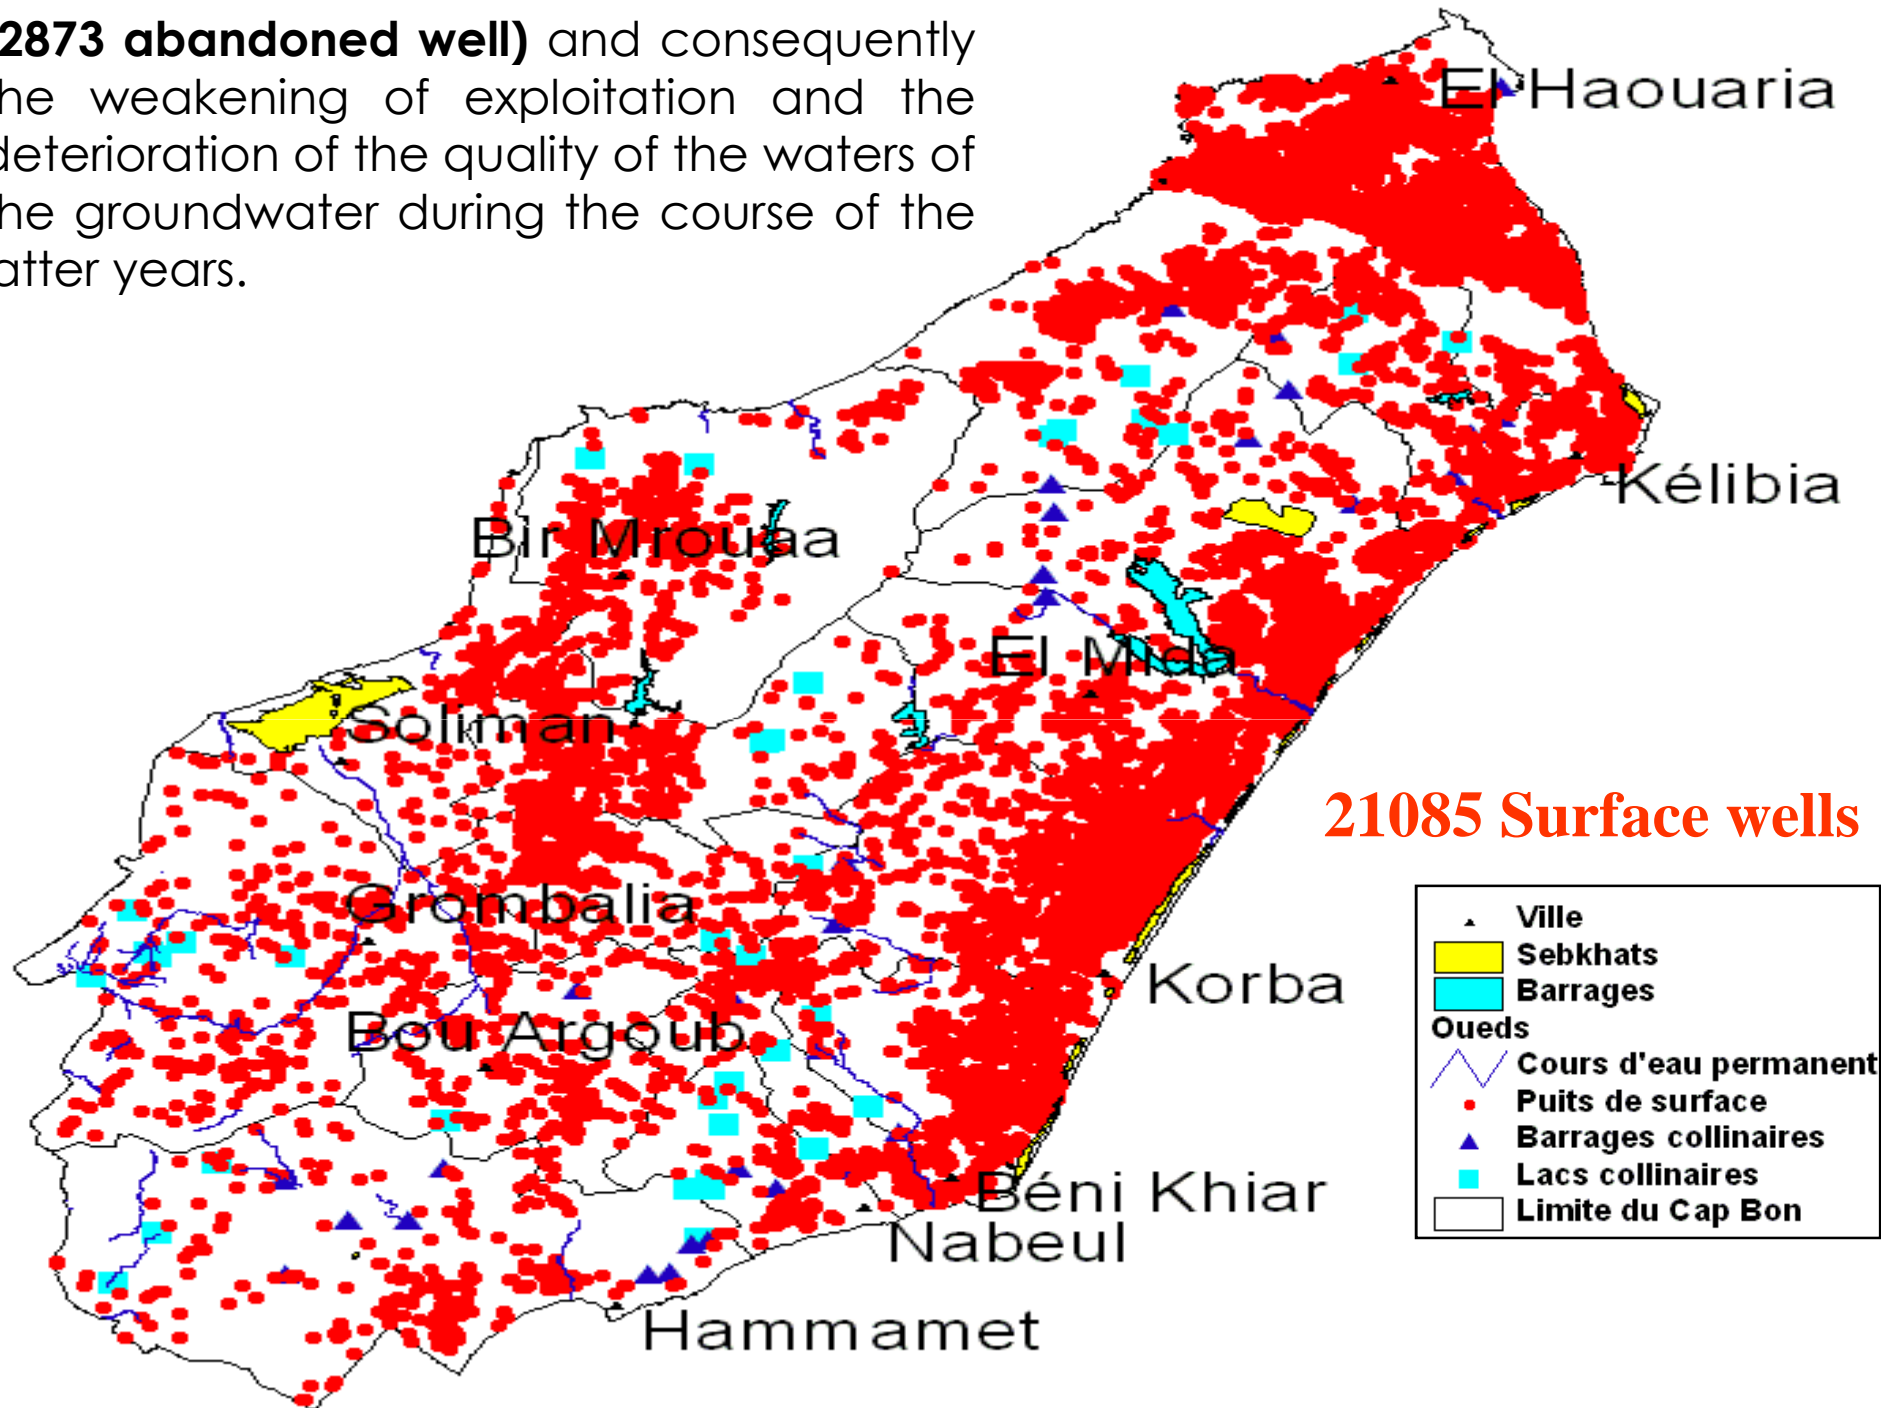 2873 abandoned well) and consequently
he weakening of exploitation and the
deterioration of the quality of the waters of
he groundwater during the course of the
atter years.
El Haouaria
Kélibia
Bir Mrouaa
El Mida
Soliman
21085 Surface wells
Grombalia
Korba
Bou Argoub
Béni Khiar
Nabeul
Hammamet
Ville
Sebkhats
Barrages
Oueds
Cours d'eau permanent
Puits de surface
Barrages collinaires
Lacs collinaires
Limite du Cap Bon